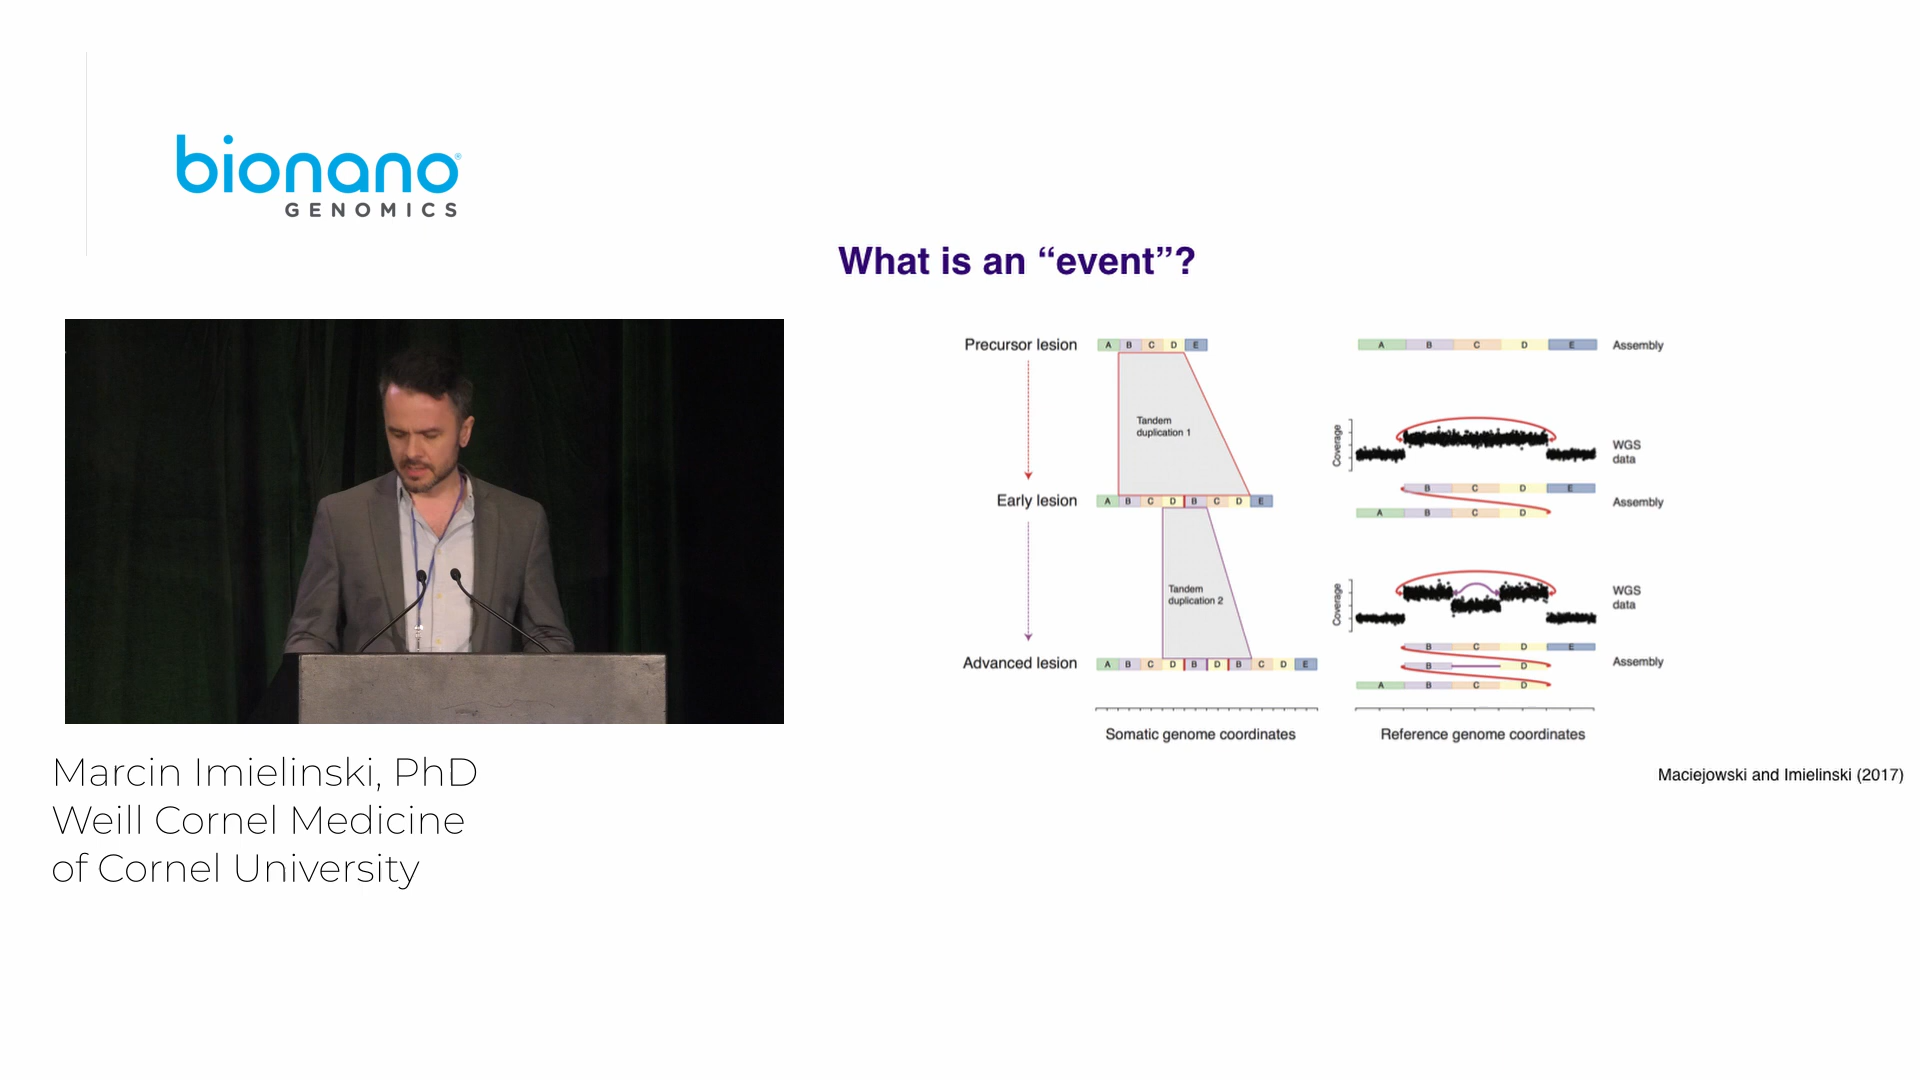 bionano
GENOMICS
What is an “event”?
Precursor lesion
A B C D E
A B C D E
Assembly
Tandem
duplication 1
Coverage
WGS
data
B C D E
Early lesion
A B C D B C D E
Assembly
A B C D
Tandem
duplication 2
Coverage
WGS
data
B C D E
Advanced lesion
A B C D B D B C D E
B D
Assembly
A B C D
Somatic genome coordinates
Reference genome coordinates
Maciejowski and Imielinski (2017)
Marcin Imielinski, PhD
Weill Cornel Medicine
of Cornel University